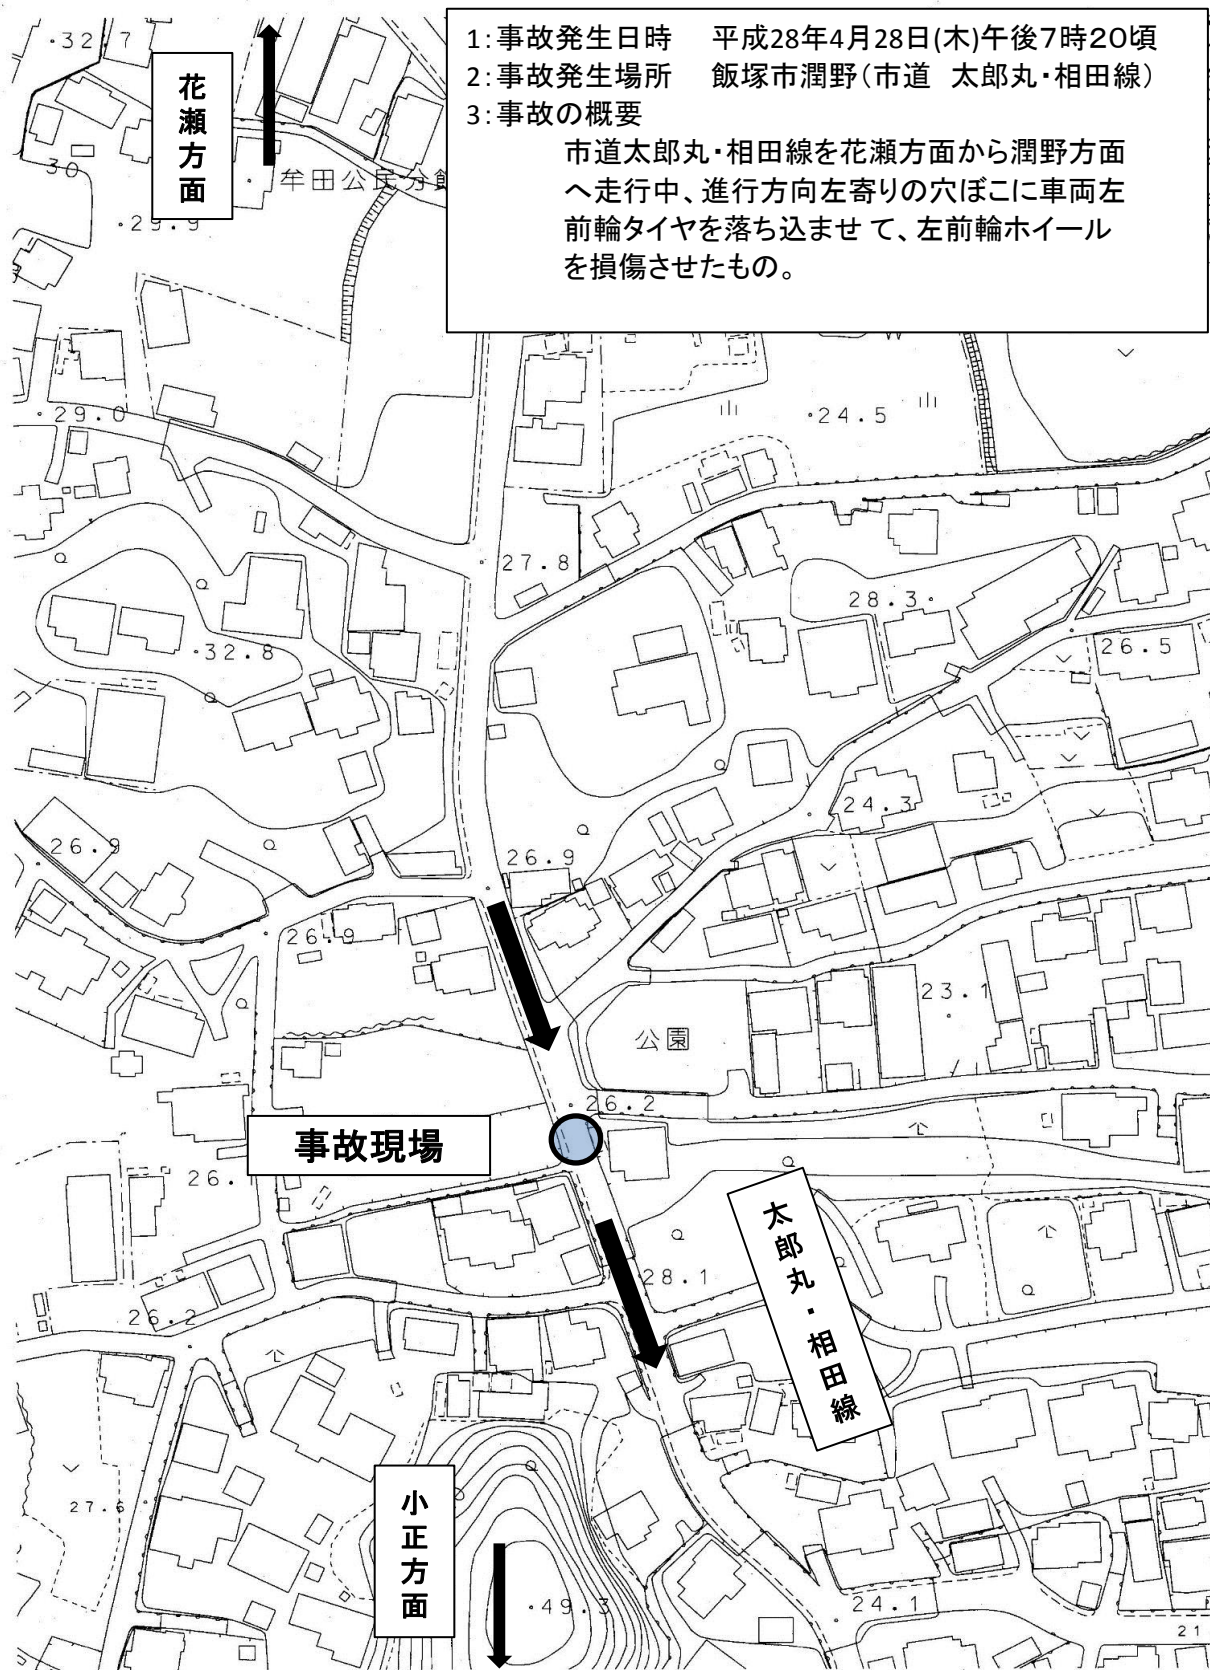 1:事故発生日時　平成28年4月28日(木)午後7時20頃
2:事故発生場所　飯塚市潤野(市道　太郎丸・相田線)
3:事故の概要
市道太郎丸・相田線を花瀬方面から潤野方面
へ走行中、進行方向左寄りの穴ぼこに車両左
前輪タイヤを落ち込ませ て、左前輪ホイール
を損傷させたもの。
花瀬方面
牟田公民分館
30
29.9
29.0
24.5
27.8
28.3
32.8
26.5
24.3
26.9
26.9
26.9
23.1
公園
26.2
事故現場
26.
太郎丸・相田線
28.1
26.2
小正方面
27.6
49.3
24.1
21